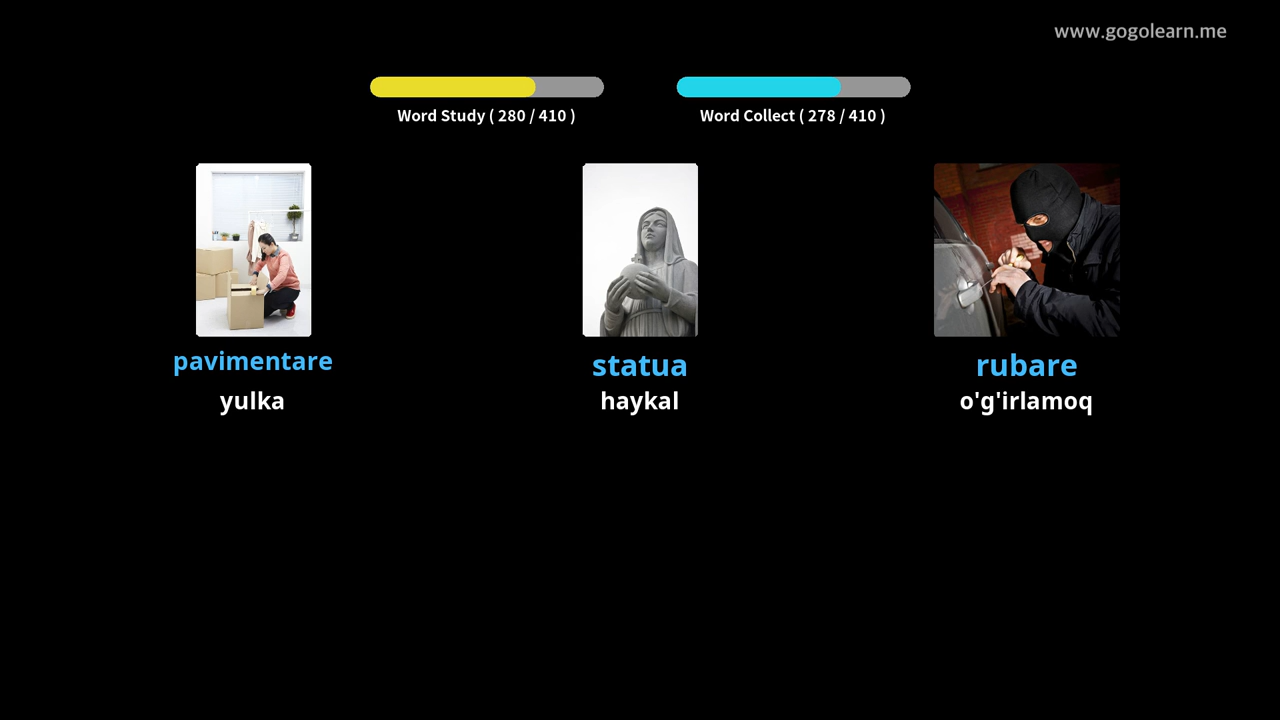 www.gogolearn.me
Word Study ( 280 / 410 )
Word Collect ( 278 / 410 )
pavimentare
statua
rubare
yulka
haykal
o'g'irlamoq